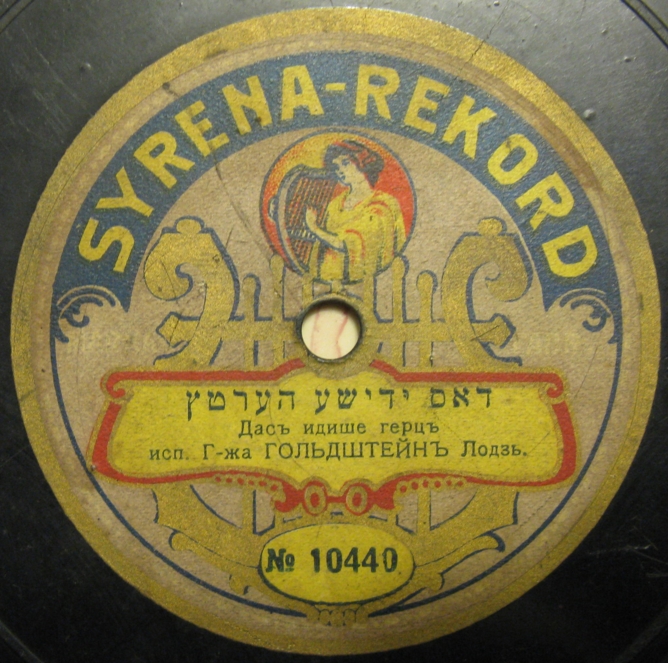 SYRENA-REKORD
דאס ידישע הערטץ
Дасъ идише герцъ
исп. Г-жа ГОЛЬДШТЕЙНЪ Лодзь.
№ 10440